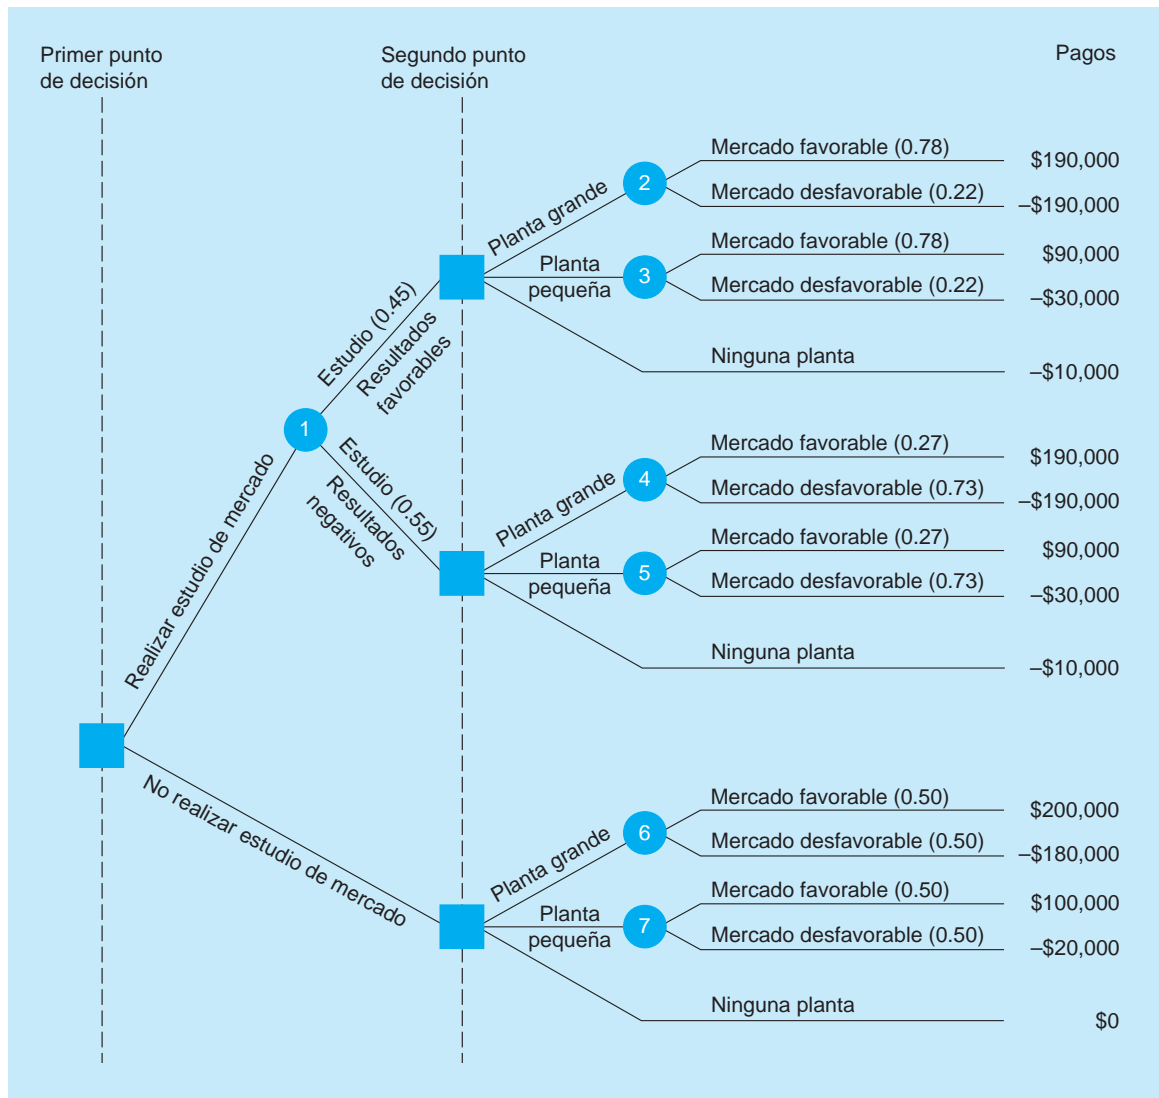 Primer punto
de decisión
Segundo punto
de decisión
Pagos
Mercado favorable (0.78)
$190,000
Planta grande
2
Mercado desfavorable (0.22)
–$190,000
Mercado favorable (0.78)
$90,000
Planta
pequeña
3
Mercado desfavorable (0.22)
–$30,000
Ninguna planta
–$10,000
Estudio (0.45)
Resultados
favorables
1
Estudio (0.55)
Resultados
negativos
Mercado favorable (0.27)
$190,000
Planta grande
4
Mercado desfavorable (0.73)
–$190,000
Mercado favorable (0.27)
$90,000
Planta
pequeña
5
Mercado desfavorable (0.73)
–$30,000
Ninguna planta
–$10,000
Realizar estudio de mercado
No realizar estudio de mercado
Mercado favorable (0.50)
$200,000
Planta grande
6
Mercado desfavorable (0.50)
–$180,000
Mercado favorable (0.50)
$100,000
Planta
pequeña
7
Mercado desfavorable (0.50)
–$20,000
Ninguna planta
$0